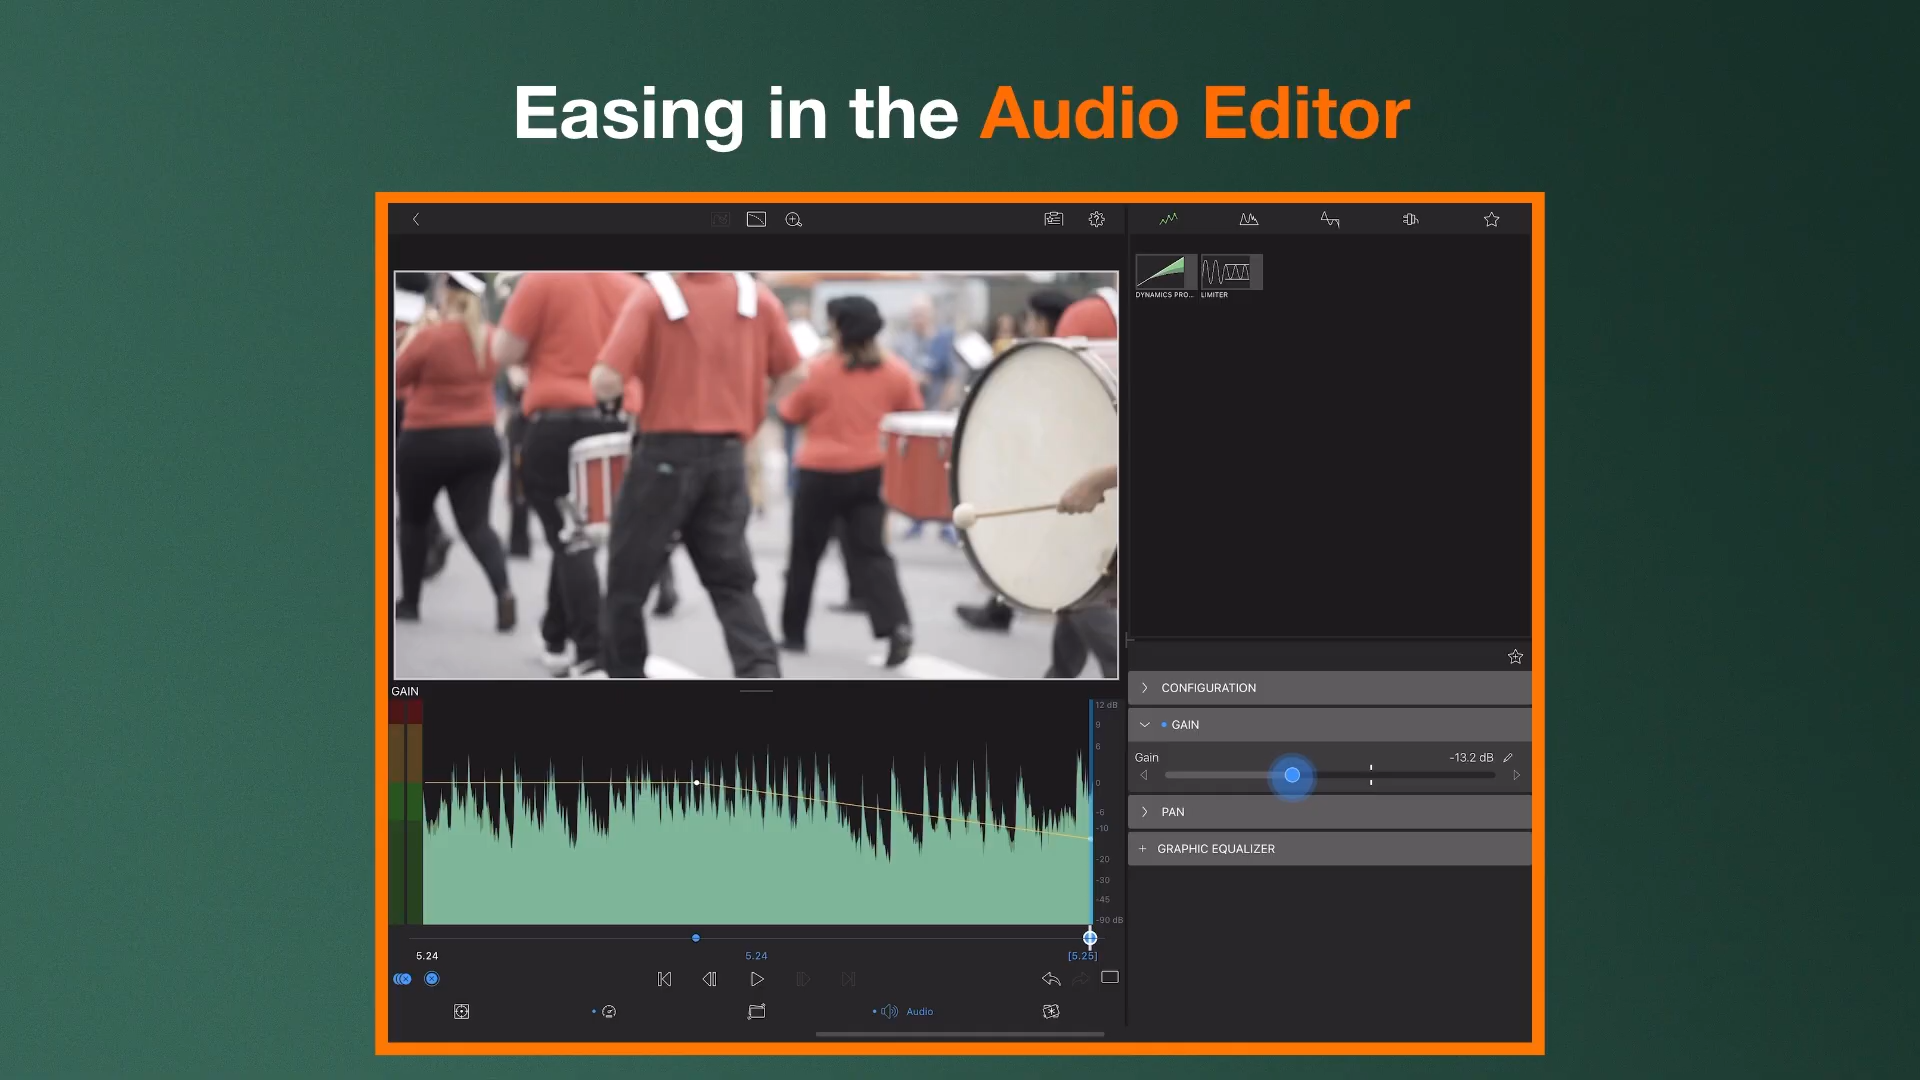 Easing in the Audio Editor
DYNAMICS PRO... LIMITER
GAIN
12 dB
9
6
0
-6
-10
-20
-30
-45
-90 dB
5.24 5.24 [5.25]
Audio
CONFIGURATION
GAIN
Gain -13.2 dB
PAN
GRAPHIC EQUALIZER